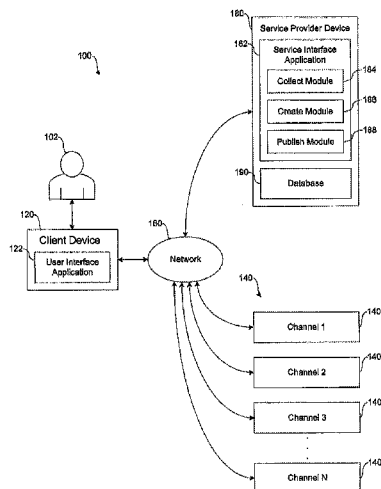 180
Service Provider Device
182
Service Interface
Application
184
Collect Module
186
Create Module
188
Publish Module
190
Database
100
102
120
Client Device
122
User Interface
Application
160
Network
140
140
Channel 1
140
Channel 2
140
Channel 3
140
Channel N